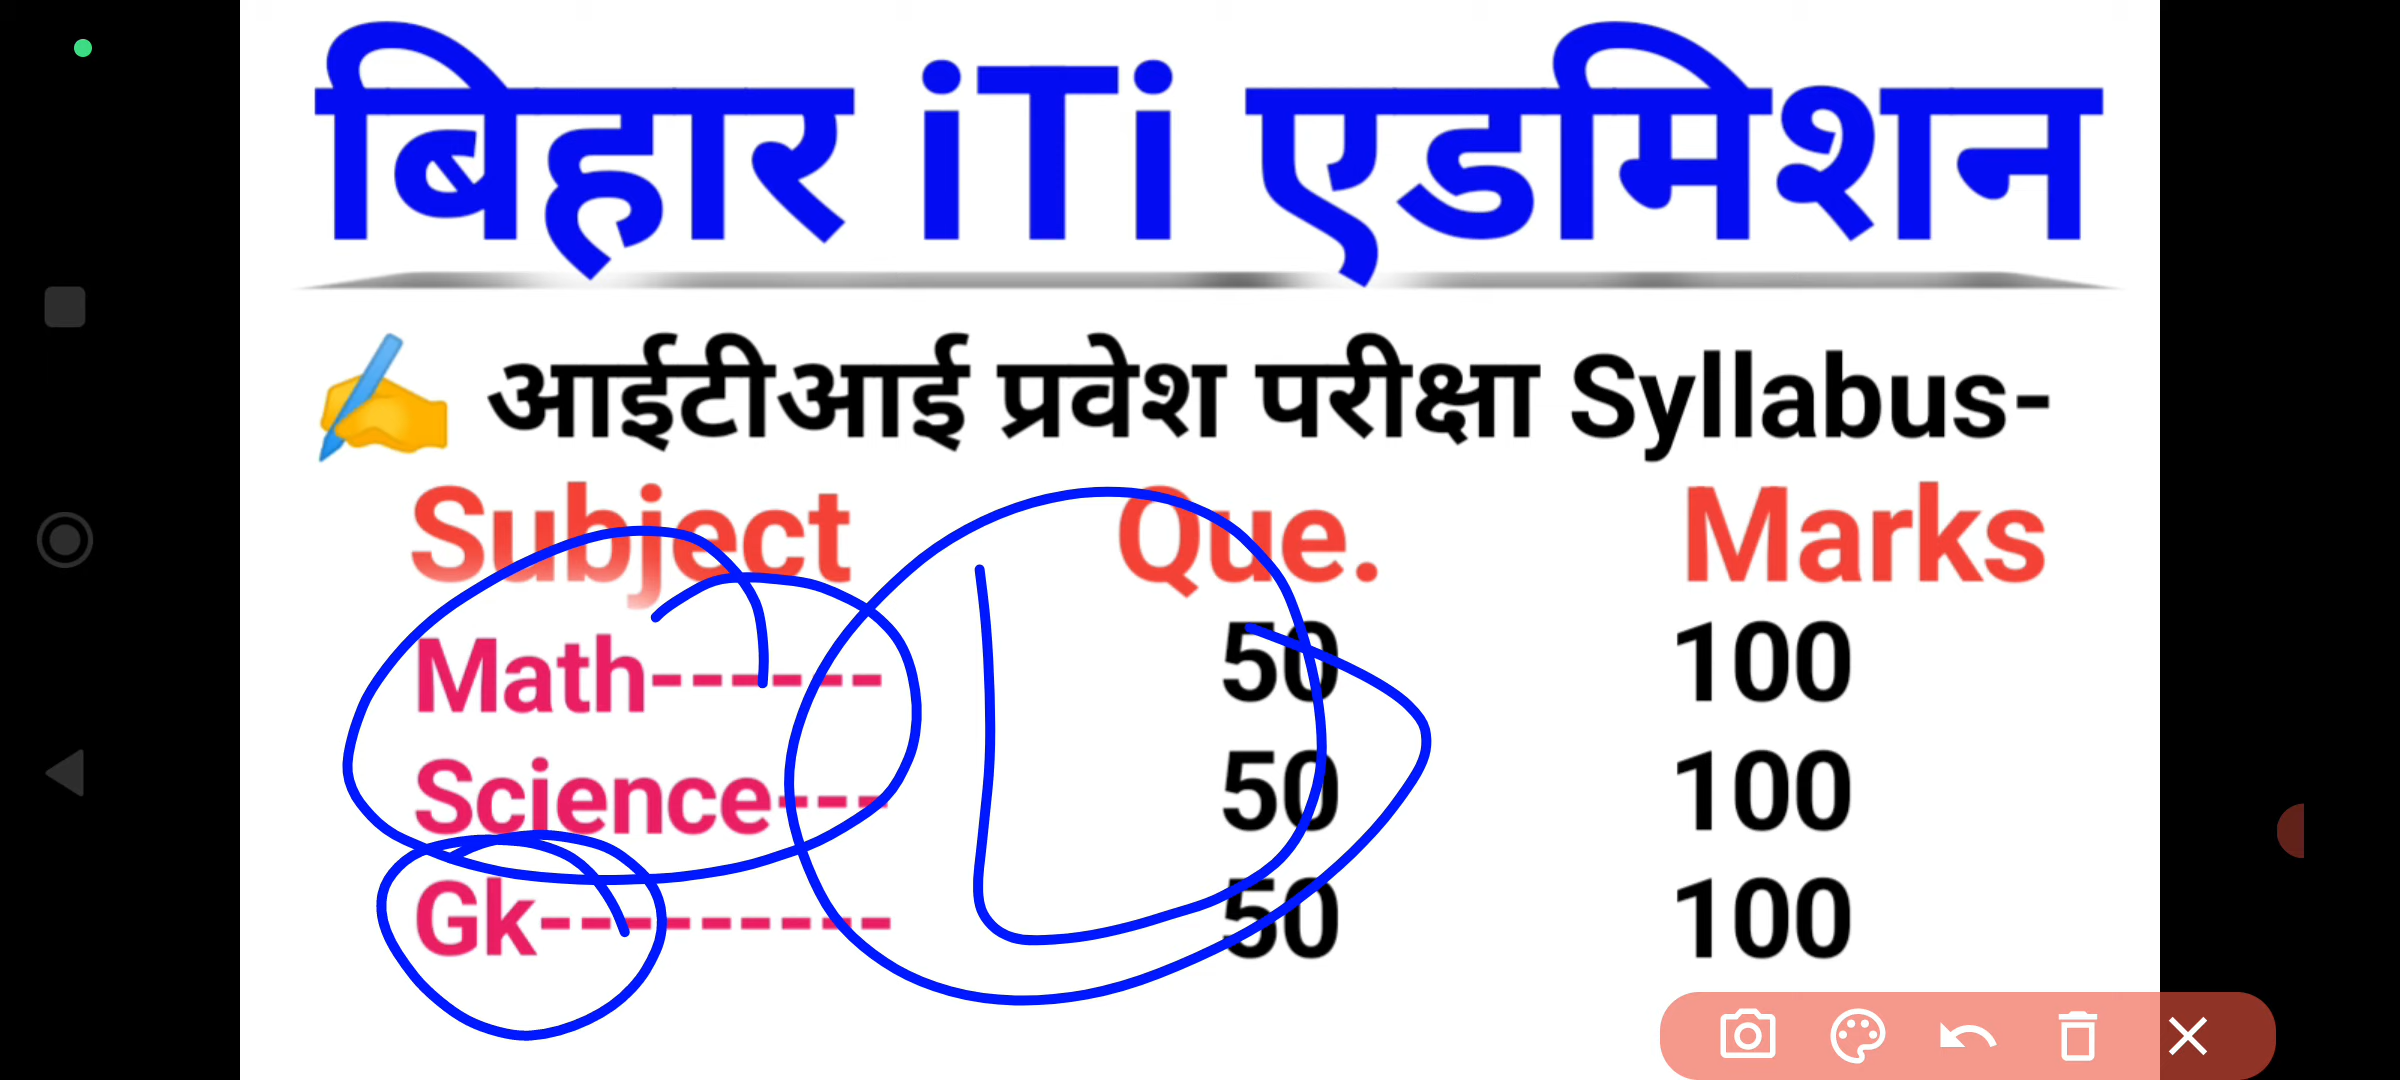 बिहार iTi एडमिशन
✍️ आईटीआई प्रवेश परीक्षा Syllabus-
Subject Que. Marks
Math------ 50 100
Science--- 50 100
Gk--------- 50 100